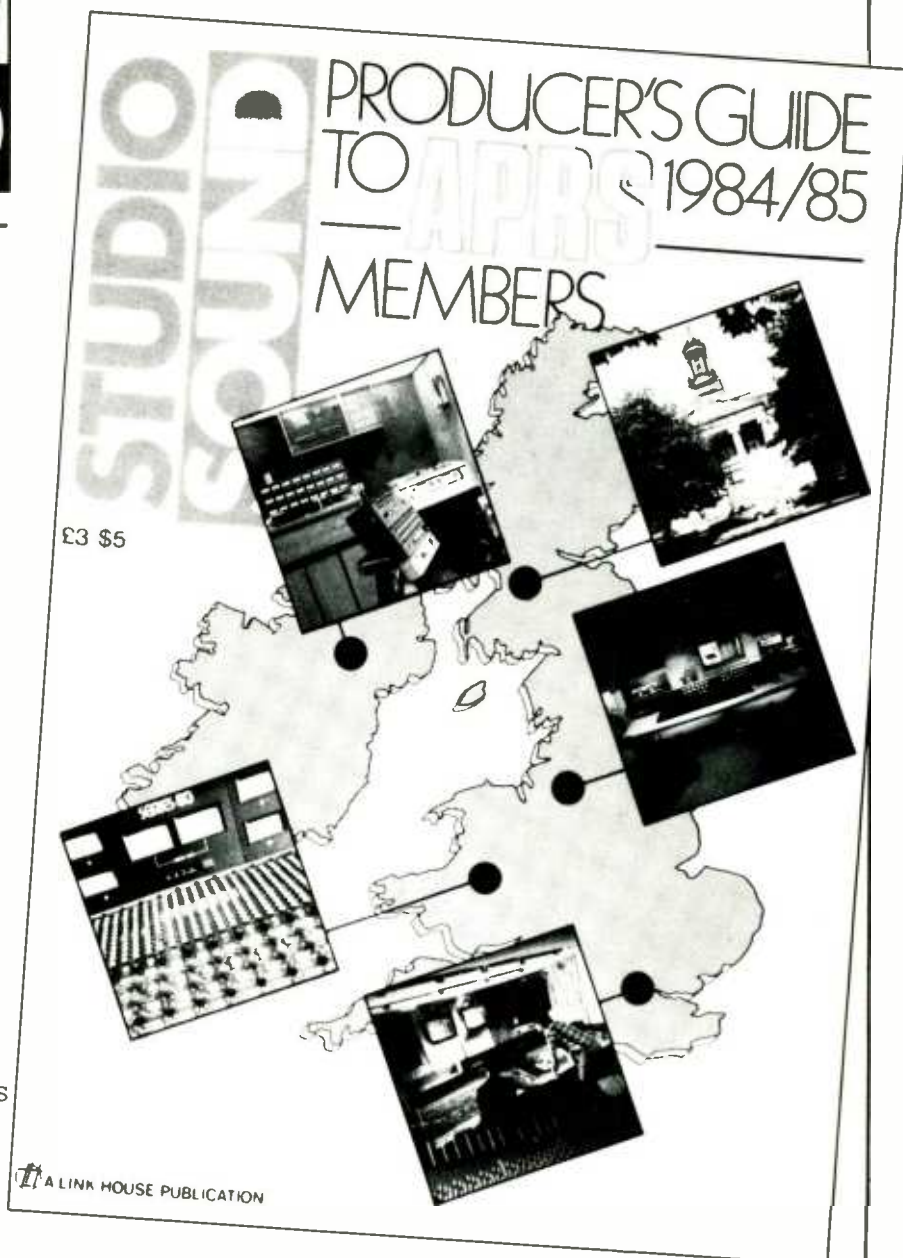 STUDIO
SOUND
PRODUCER'S GUIDE
TO APRS 1984/85
MEMBERS
£3 $5
A LINK HOUSE PUBLICATION